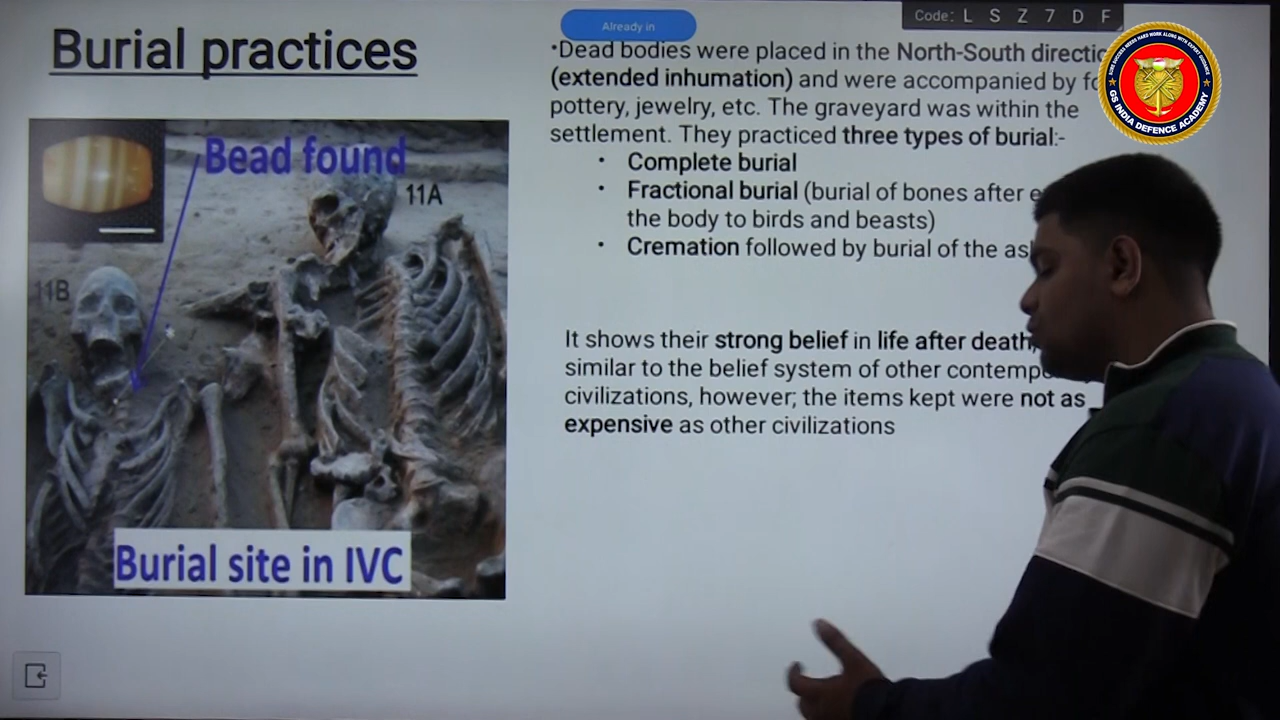 Burial practices
Already in
Code: L S Z 7 D F
•Dead bodies were placed in the North-South
(extended inhumation) and were accompanied by
pottery, jewelry, etc. The graveyard was within the
settlement. They practiced three types of burial:-
• Complete burial
• Fractional burial (burial of bones after
the body to birds and beasts)
• Cremation followed by burial of the
It shows their strong belief in life after death,
similar to the belief system of other
civilizations, however; the items kept were not as
expensive as other civilizations
Bead found
11A
11B
Burial site in IVC
GS INDIA DEFENCE ACADEMY